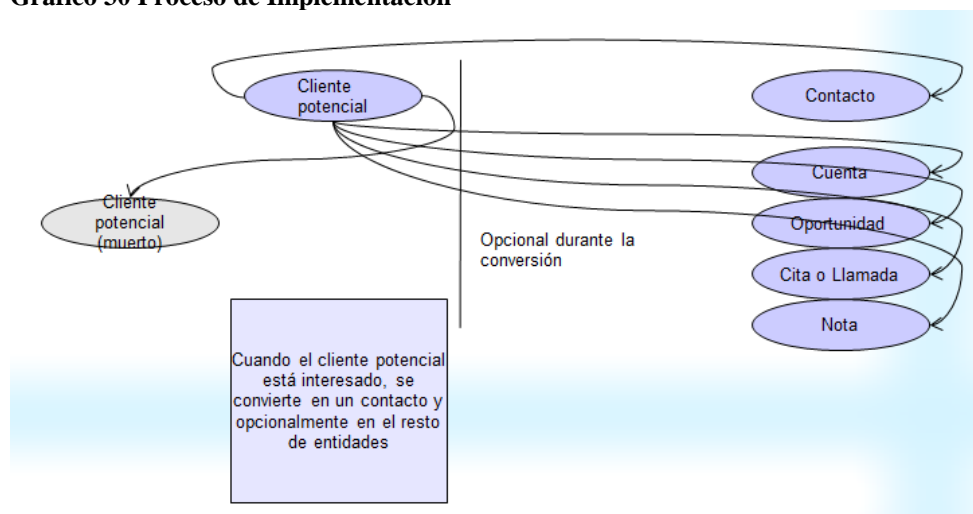 Gráfico 30 Proceso de Implementación
Cliente
potencial
Contacto
Cuenta
Cliente
potencial
(muerto)
Oportunidad
Opcional durante la
conversión
Cita o Llamada
Nota
Cuando el cliente potencial
está interesado, se
convierte en un contacto y
opcionalmente en el resto
de entidades